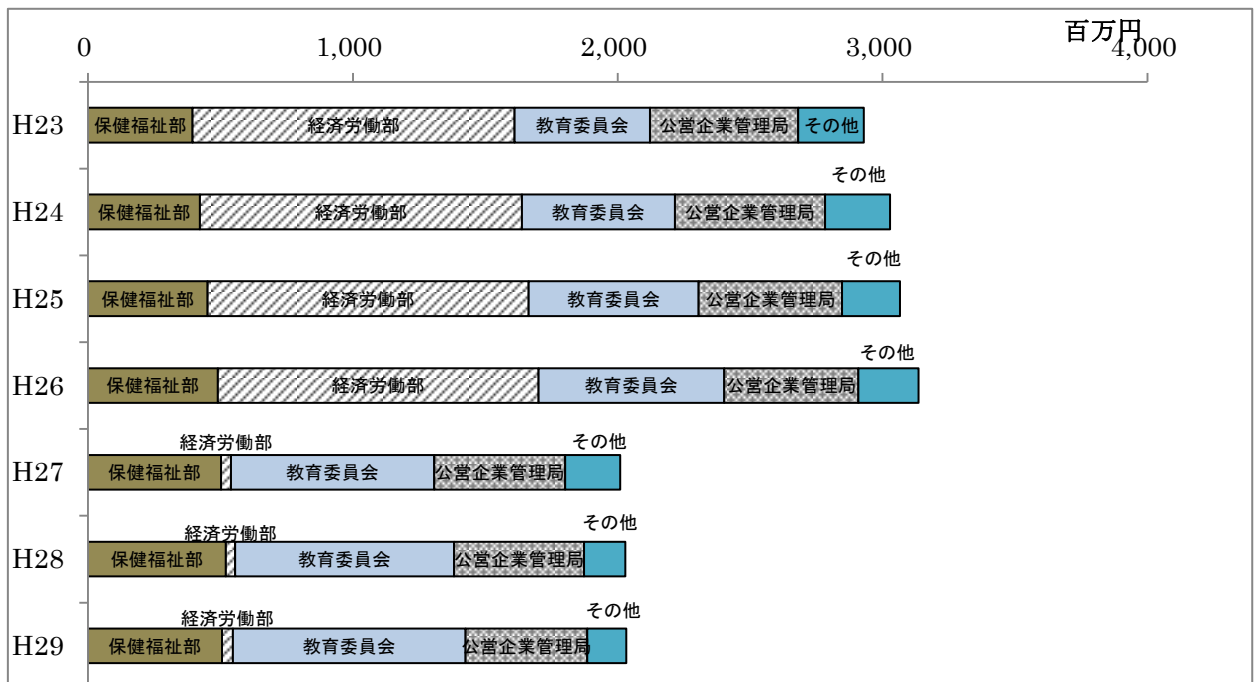 百万円
0 1,000 2,000 3,000 4,000
H23 保健福祉部 経済労働部 教育委員会 公営企業管理局 その他
その他
H24 保健福祉部 経済労働部 教育委員会 公営企業管理局
その他
H25 保健福祉部 経済労働部 教育委員会 公営企業管理局
その他
H26 保健福祉部 経済労働部 教育委員会 公営企業管理局
経済労働部 その他
H27 保健福祉部 教育委員会 公営企業管理局
経済労働部 その他
H28 保健福祉部 教育委員会 公営企業管理局
経済労働部 その他
H29 保健福祉部 教育委員会 公営企業管理局